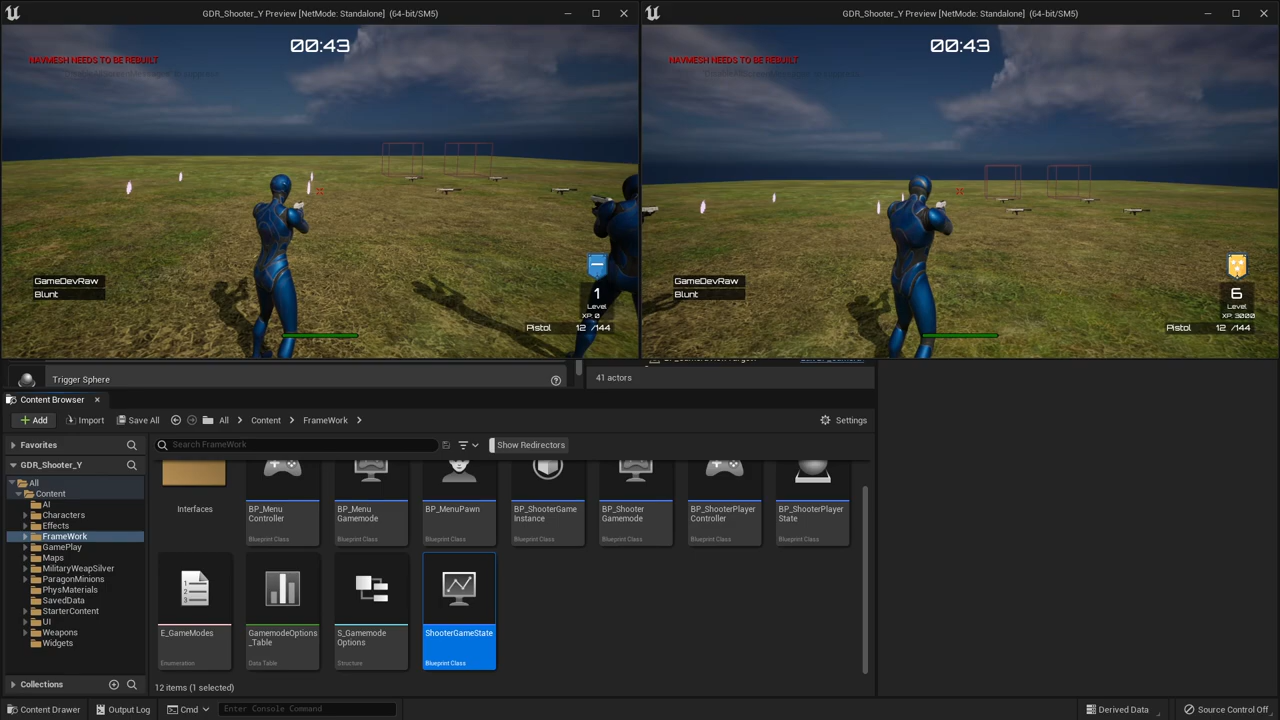 GDR_Shooter_Y Preview [NetMode: Standalone] (64-bit/SM5)
00:43
NAVMESH NEEDS TO BE REBUILT
GameDevRaw
Blunt
1
Level
XP: 0
Pistol 12 /144
GDR_Shooter_Y Preview [NetMode: Standalone] (64-bit/SM5)
00:43
NAVMESH NEEDS TO BE REBUILT
GameDevRaw
Blunt
6
Level
XP: 3000
Pistol 12 /144
Trigger Sphere
41 actors
Content Browser
Add
Import
Save All
All
Content
FrameWork
Settings
Favorites
Search FrameWork
Show Redirectors
GDR_Shooter_Y
All
Content
AI
Characters
Effects
FrameWork
GamePlay
Maps
MilitaryWeapSilver
ParagonMinions
PhysMaterials
SavedData
StarterContent
UI
Weapons
Widgets
Collections
Interfaces
BP_Menu
Controller
Blueprint Class
BP_Menu
Gamemode
Blueprint Class
BP_MenuPawn
Blueprint Class
BP_ShooterGame
Instance
Blueprint Class
BP_Shooter
Gamemode
Blueprint Class
BP_ShooterPlayer
Controller
Blueprint Class
BP_ShooterPlayer
State
Blueprint Class
E_GameModes
Enumeration
GamemodeOptions
_Table
Data Table
S_Gamemode
Options
Structure
ShooterGameState
Blueprint Class
12 items (1 selected)
Content Drawer
Output Log
Cmd
Enter Console Command
Derived Data
Source Control Off